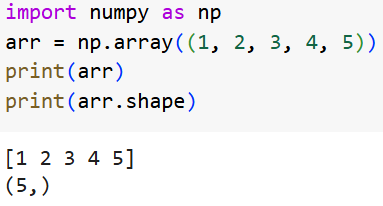 import numpy as np
arr = np.array((1, 2, 3, 4, 5))
print(arr)
print(arr.shape)
[1 2 3 4 5]
(5,)